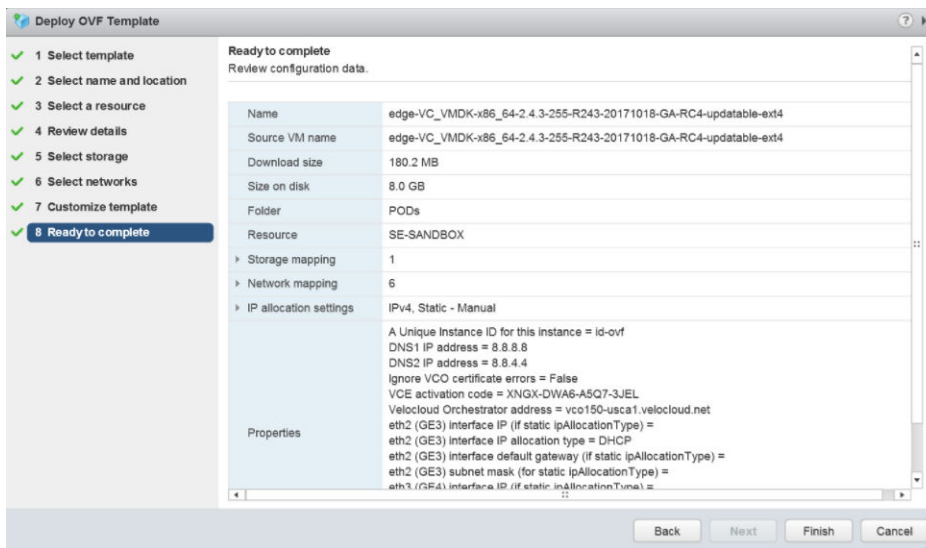 Deploy OVF Template
?
1 Select template
2 Select name and location
3 Select a resource
4 Review details
5 Select storage
6 Select networks
7 Customize template
8 Ready to complete
Ready to complete
Review configuration data.
Name edge-VC_VMDK-x86_64-2.4.3-255-R243-20171018-GA-RC4-updatable-ext4
Source VM name edge-VC_VMDK-x86_64-2.4.3-255-R243-20171018-GA-RC4-updatable-ext4
Download size 180.2 MB
Size on disk 8.0 GB
Folder PODs
Resource SE-SANDBOX
Storage mapping 1
Network mapping 6
IP allocation settings IPv4, Static - Manual
Properties
A Unique Instance ID for this instance = id-ovf
DNS1 IP address = 8.8.8.8
DNS2 IP address = 8.8.4.4
Ignore VCO certificate errors = False
VCE activation code = XNGX-DWA6-A5Q7-3JEL
Velocloud Orchestrator address = vco150-usca1.velocloud.net
eth2 (GE3) interface IP (if static ipAllocationType) =
eth2 (GE3) interface IP allocation type = DHCP
eth2 (GE3) interface default gateway (if static ipAllocationType) =
eth2 (GE3) subnet mask (for static ipAllocationType) =
eth3 (GE4) interface IP (if static ipAllocationType) =
Back Next Finish Cancel